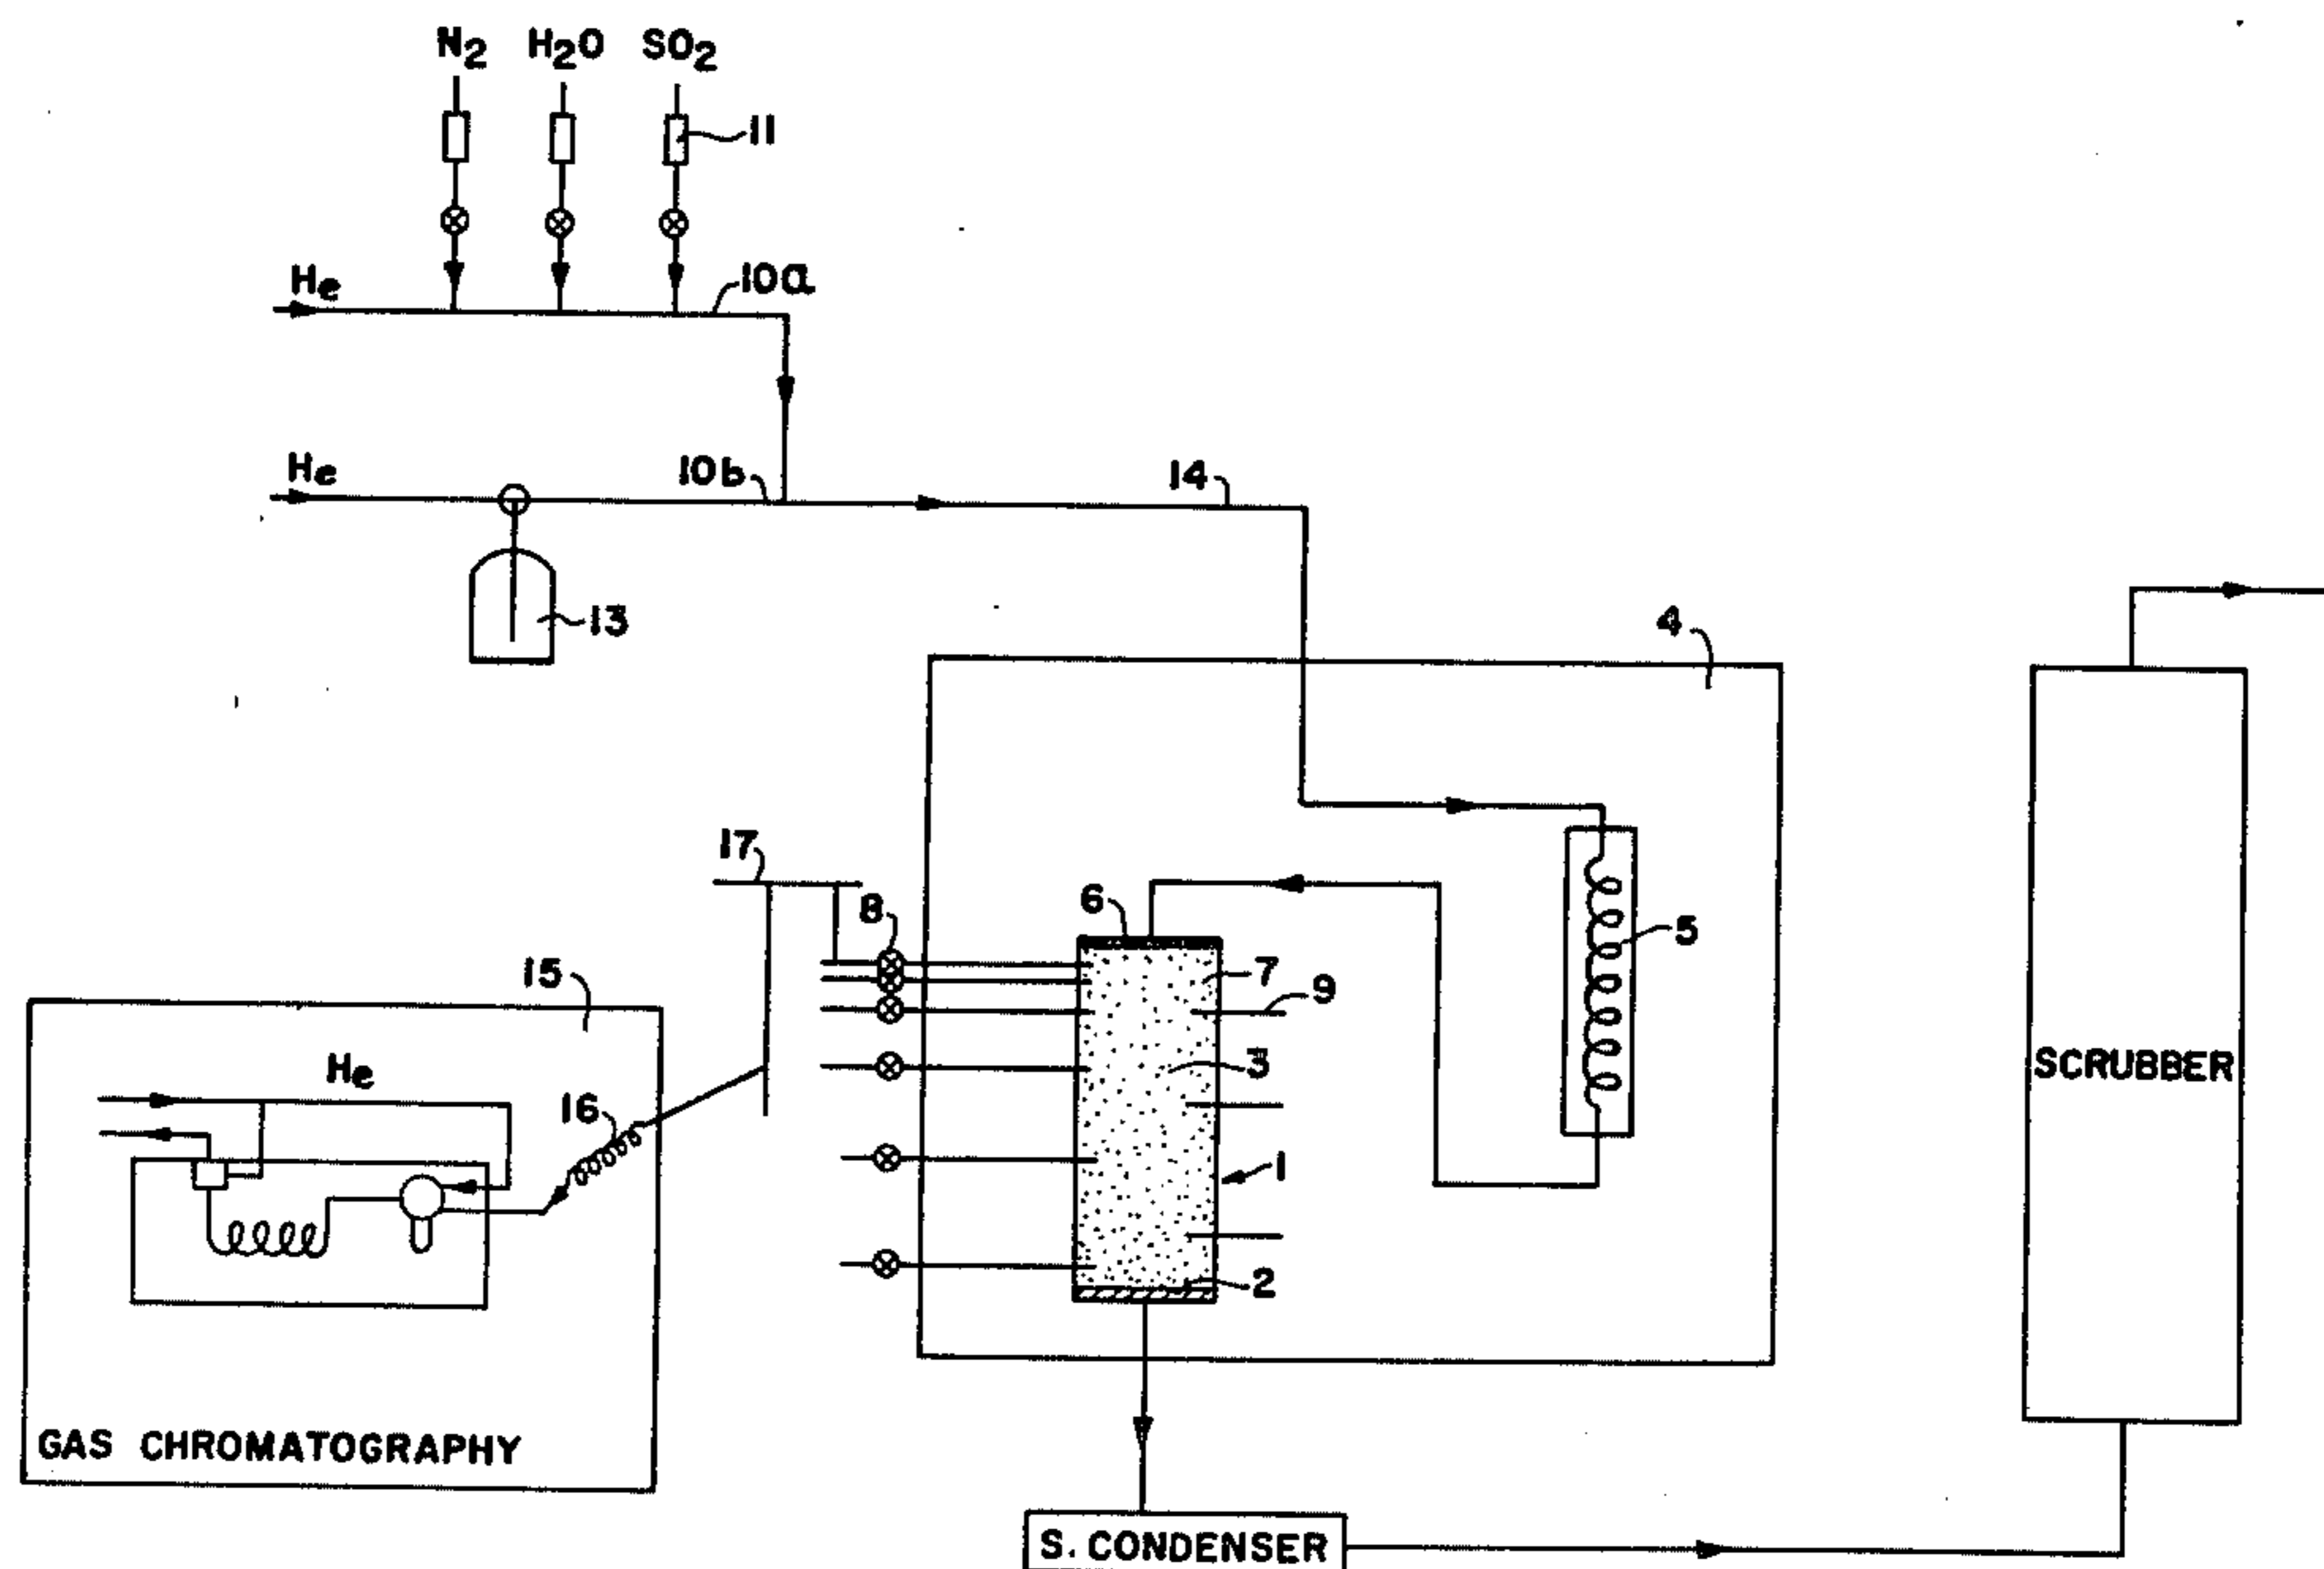 N2 H2O SO2
11
He 10a
He 10b 14
13
4
17
6 8
5
7
15 9
3
He
16
1
SCRUBBER
2
GAS CHROMATOGRAPHY
S. CONDENSER